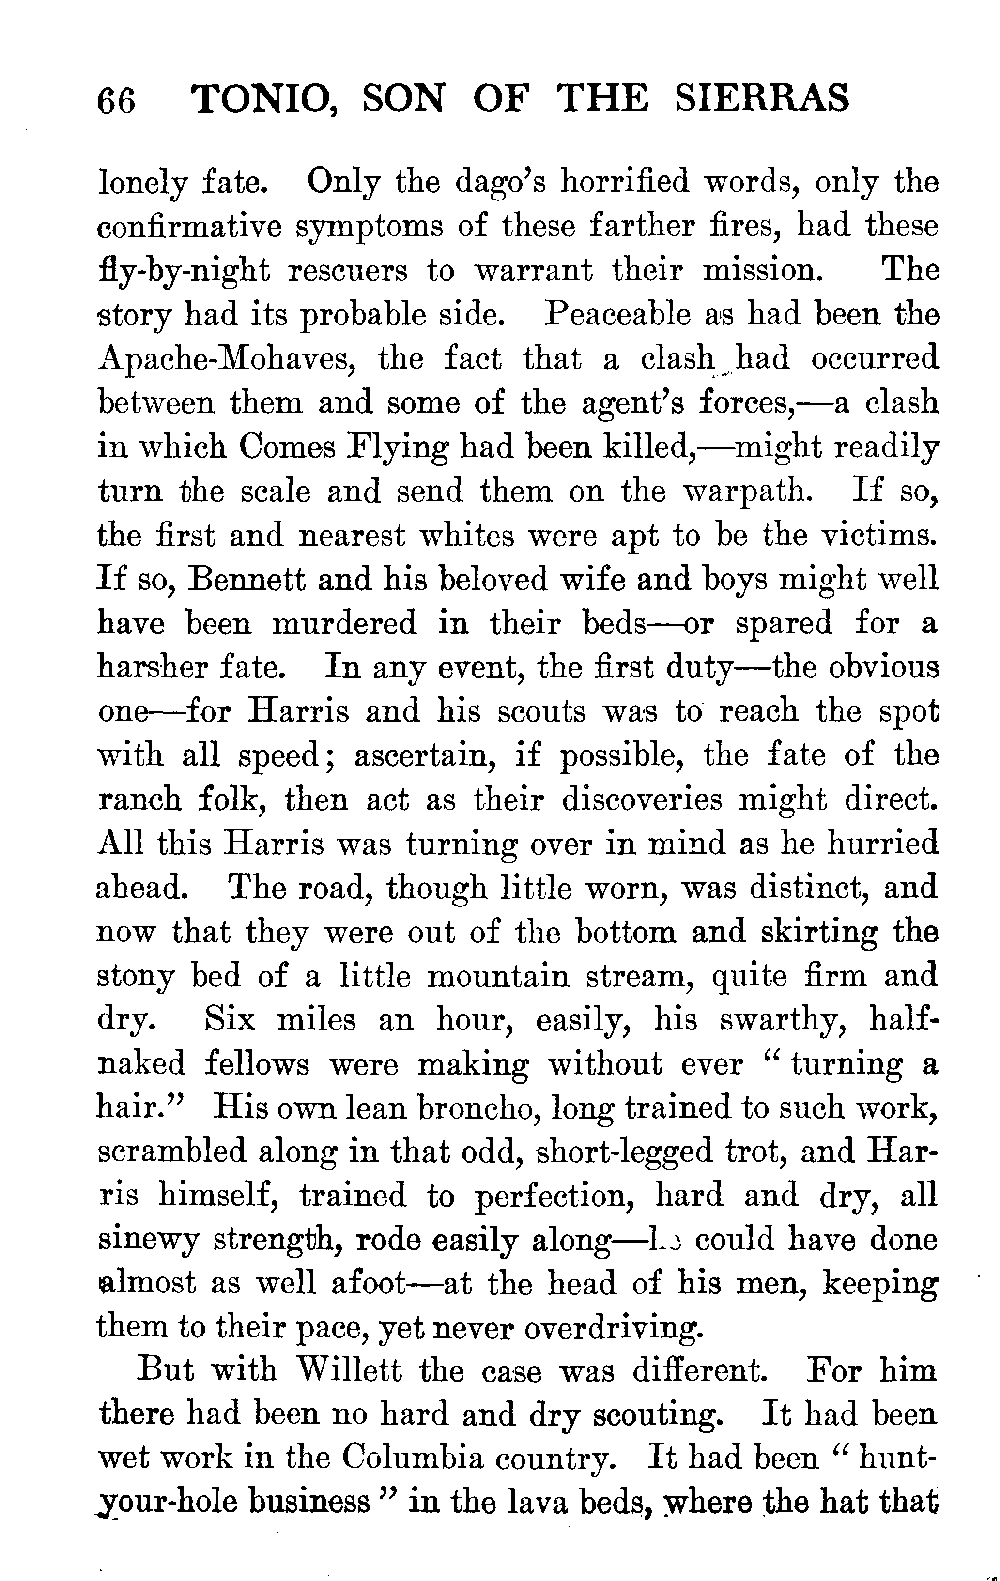 66 TONIO, SON OF THE SIERRAS
lonely fate. Only the dago's horrified words, only the
confirmative symptoms of these farther fires, had these
fly-by-night rescuers to warrant their mission. The
story had its probable side. Peaceable as had been the
Apache-Mohaves, the fact that a clash had occurred
between them and some of the agent's forces,—a clash
in which Comes Flying had been killed,—might readily
turn the scale and send them on the warpath. If so,
the first and nearest whites were apt to be the victims.
If so, Bennett and his beloved wife and boys might well
have been murdered in their beds—or spared for a
harsher fate. In any event, the first duty—the obvious
one—for Harris and his scouts was to reach the spot
with all speed; ascertain, if possible, the fate of the
ranch folk, then act as their discoveries might direct.
All this Harris was turning over in mind as he hurried
ahead. The road, though little worn, was distinct, and
now that they were out of the bottom and skirting the
stony bed of a little mountain stream, quite firm and
dry. Six miles an hour, easily, his swarthy, half-
naked fellows were making without ever " turning a
hair." His own lean broncho, long trained to such work,
scrambled along in that odd, short-legged trot, and Har-
ris himself, trained to perfection, hard and dry, all
sinewy strength, rode easily along— could have done
almost as well afoot—at the head of his men, keeping
them to their pace, yet never overdriving.
But with Willett the case was different. For him
there had been no hard and dry scouting. It had been
wet work in the Columbia country. It had been " hunt-
your-hole business " in the lava beds, where the hat that